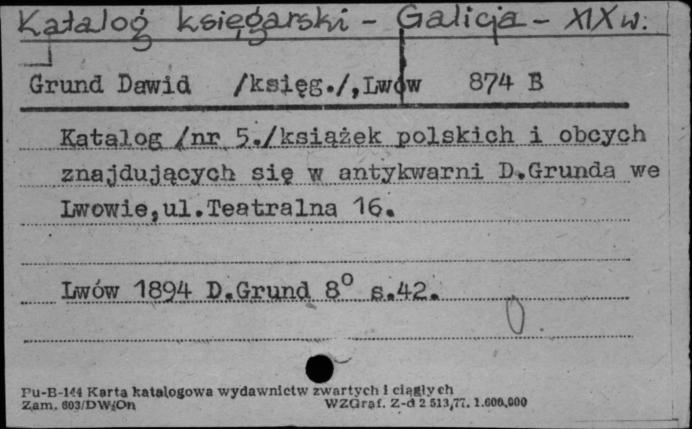 Katalog księgarski - Galicja - XIX w.
Grund Dawid /księg./, Lwów 874 B
Katalog /nr 5./książek polskich i obcych
znajdujących się w antykwarni D.Grunda we
Lwowie,ul.Teatralna 16.
Lwów 1894 D.Grund 8° s.42.
Pu-B-144 Karta katalogowa wydawnictw zwartych i ciągłych
Zam. 603/DW/On WZGraf. Z-d 2 513,77. 1.600.000